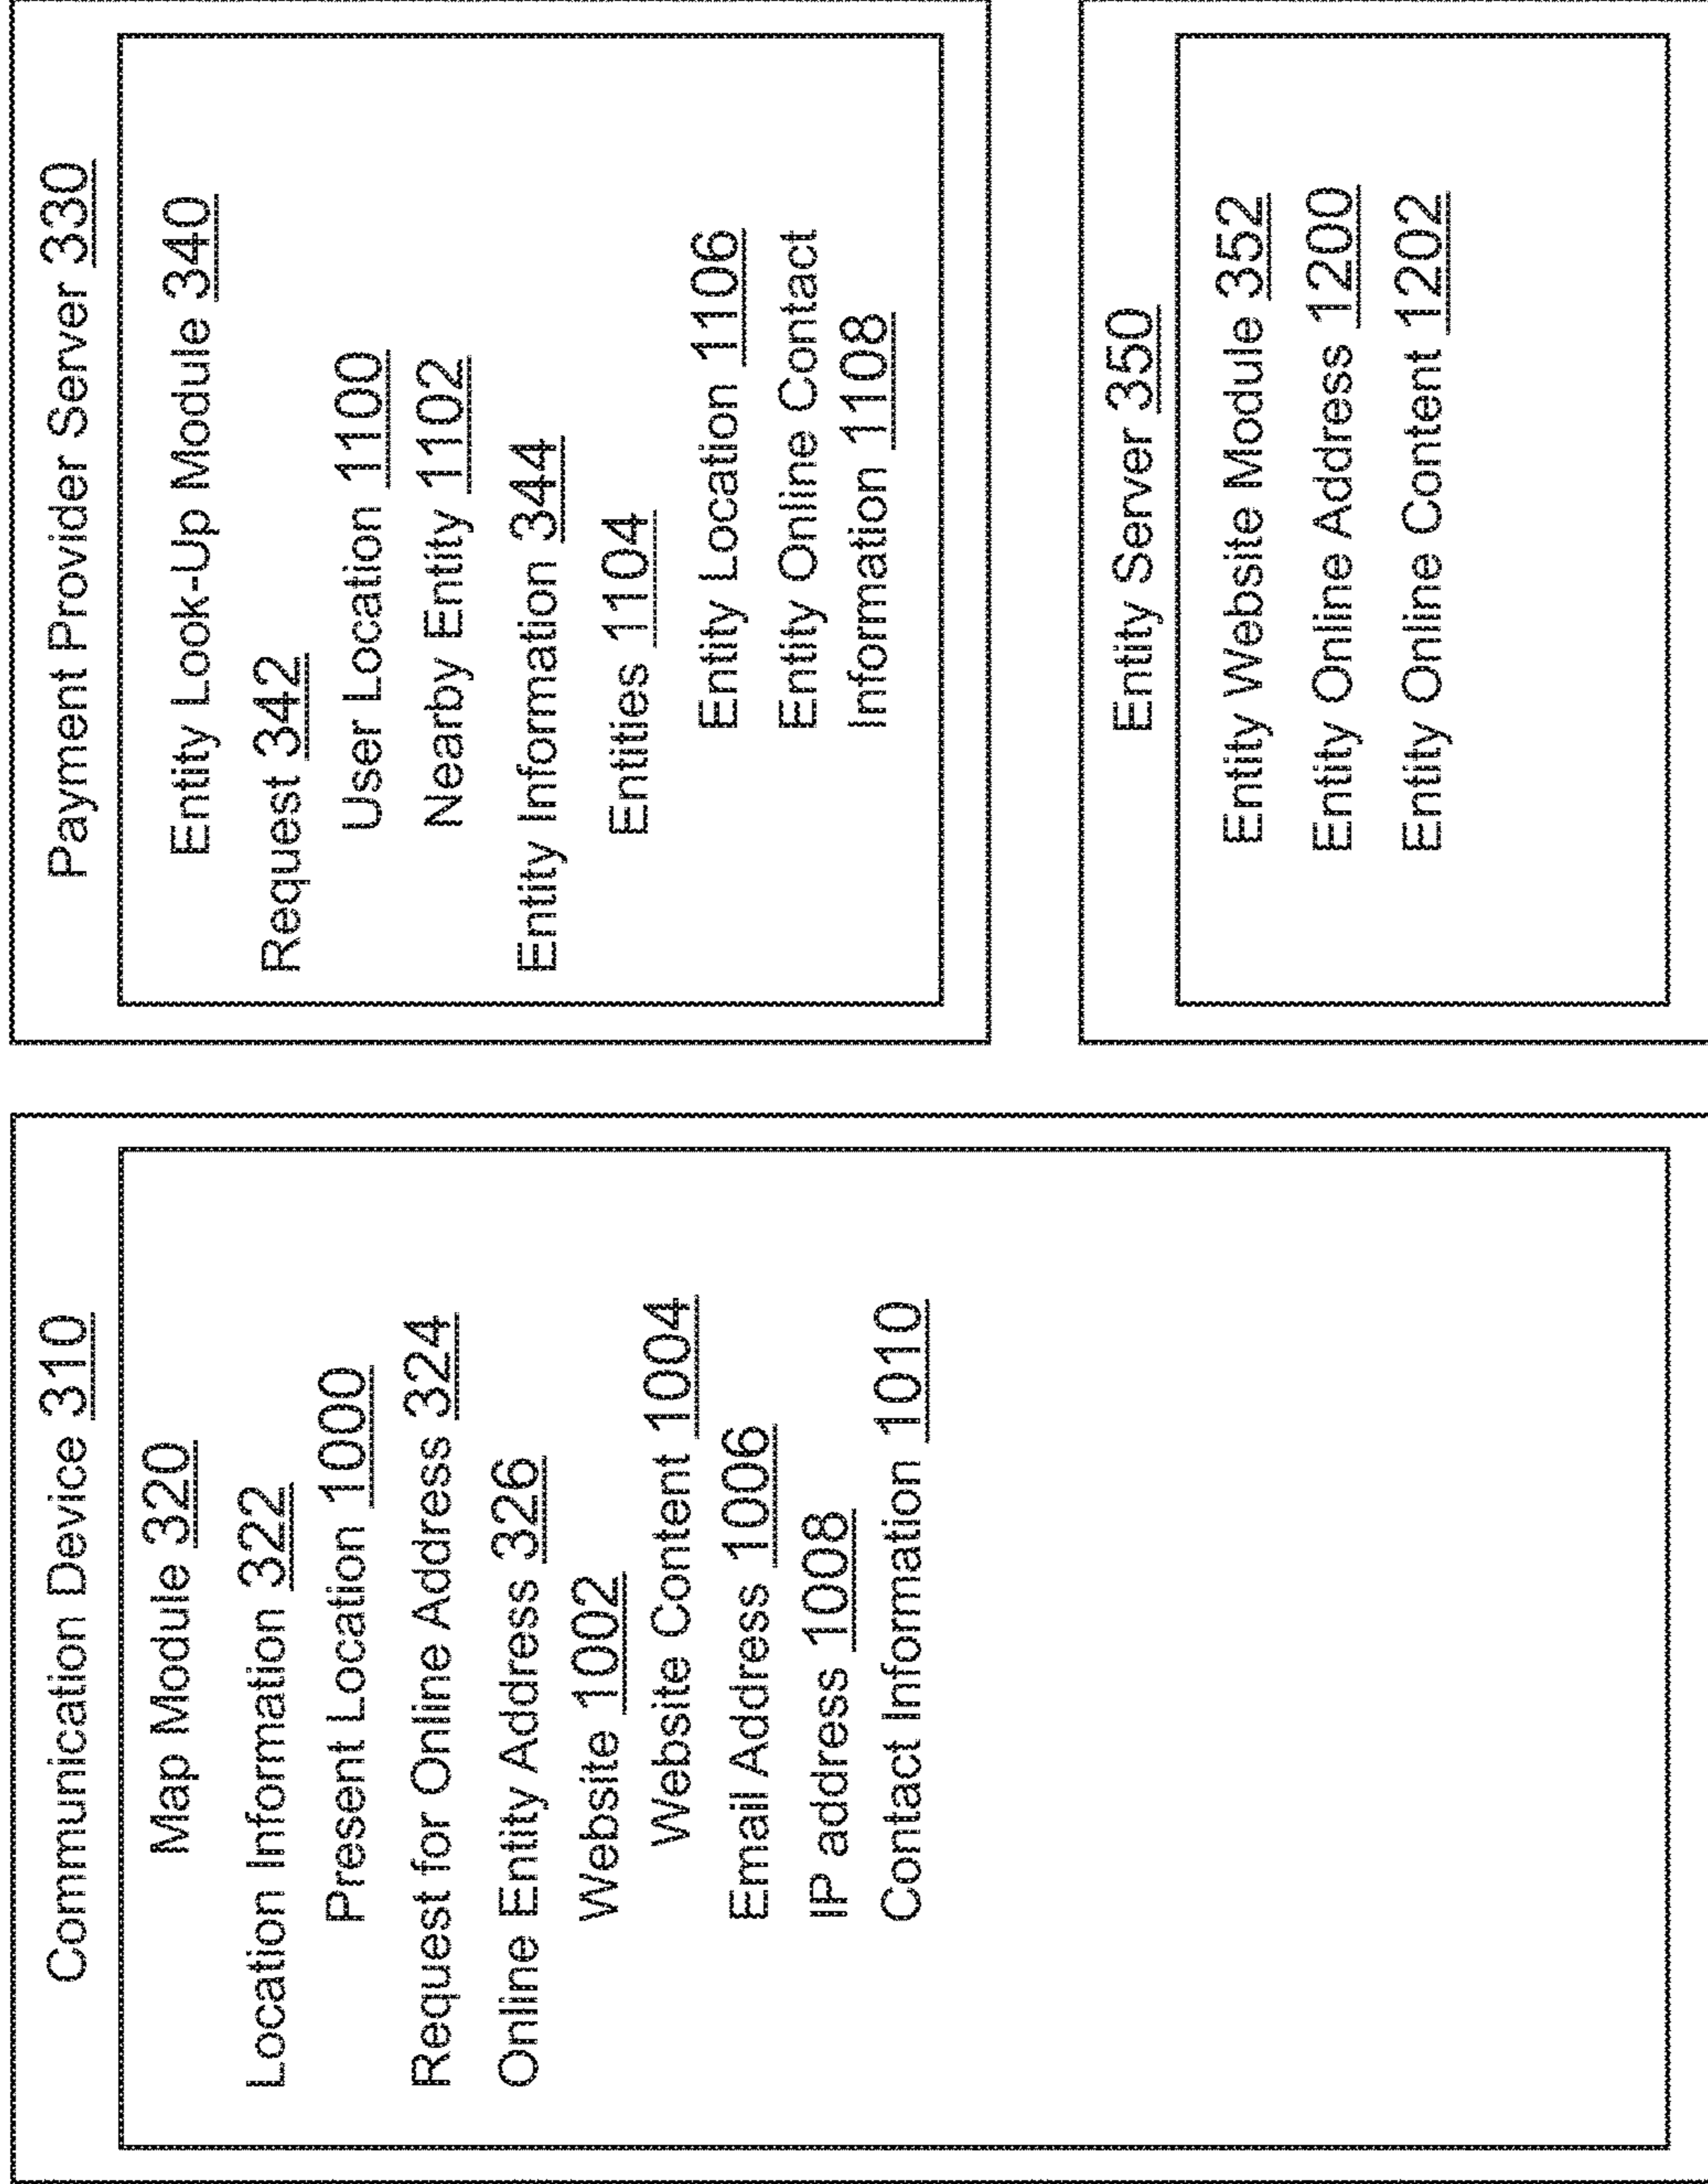 Communication Device 310
Map Module 320
Location Information 322
Present Location 1000
Request for Online Address 324
Online Entity Address 326
Website 1002
Website Content 1004
Email Address 1006
IP address 1008
Contact Information 1010
Payment Provider Server 330
Entity Look-Up Module 340
Request 342
User Location 1100
Nearby Entity 1102
Entity Information 344
Entities 1104
Entity Location 1106
Entity Online Contact
Information 1108
Entity Server 350
Entity Website Module 352
Entity Online Address 1200
Entity Online Content 1202